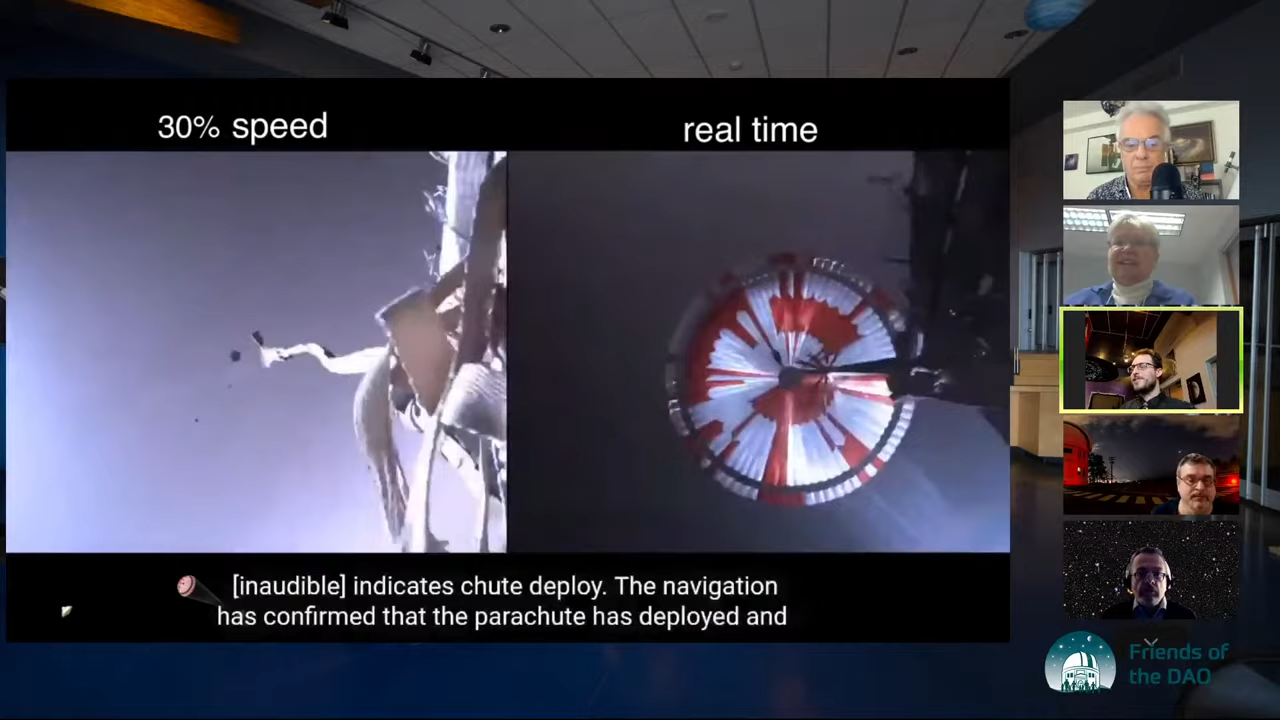 30% speed
real time
[inaudible] indicates chute deploy. The navigation
has confirmed that the parachute has deployed and
Friends of
the DAO